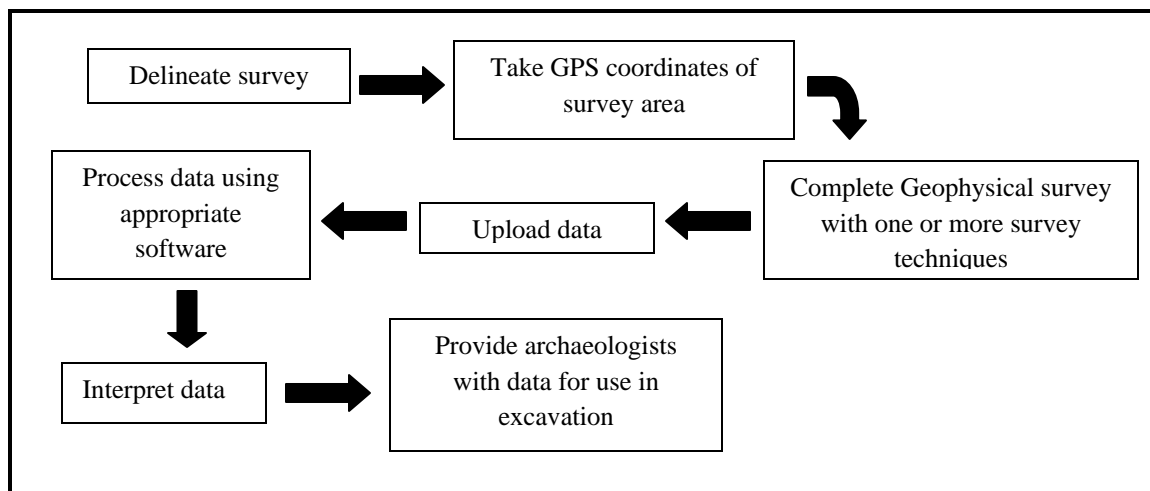 Delineate survey
Take GPS coordinates of
survey area
Complete Geophysical survey
with one or more survey
techniques
Upload data
Process data using
appropriate
software
Interpret data
Provide archaeologists
with data for use in
excavation